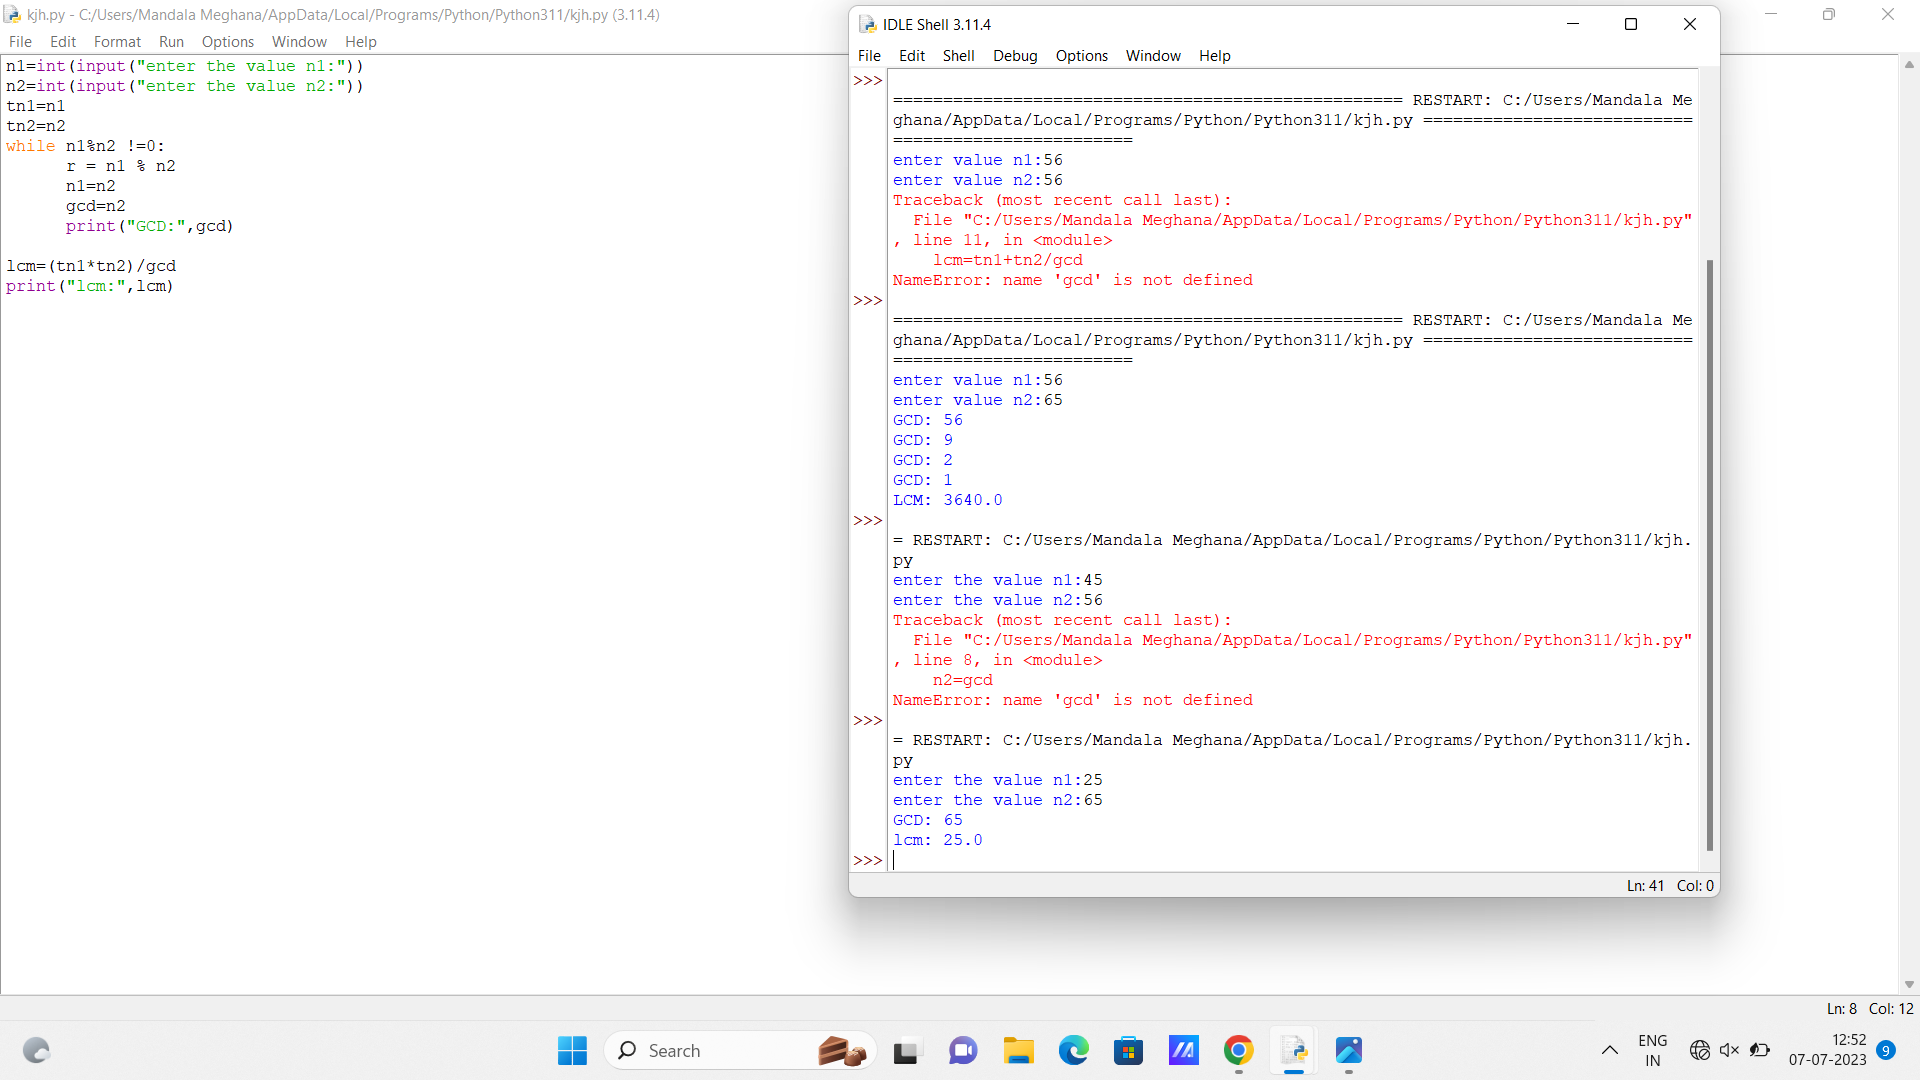 kjh.py - C:/Users/Mandala Meghana/AppData/Local/Programs/Python/Python311/kjh.py (3.11.4)
File Edit Format Run Options Window Help
n1=int(input("enter the value n1:"))
n2=int(input("enter the value n2:"))
tn1=n1
tn2=n2
while n1%n2 !=0:
r = n1 % n2
n1=n2
gcd=n2
print("GCD:",gcd)
lcm=(tn1*tn2)/gcd
print("lcm:",lcm)
Ln: 8 Col: 12
IDLE Shell 3.11.4
File Edit Shell Debug Options Window Help
>>>
=================================================== RESTART: C:/Users/Mandala Me
ghana/AppData/Local/Programs/Python/Python311/kjh.py ===========================
========================
enter value n1:56
enter value n2:56
Traceback (most recent call last):
File "C:/Users/Mandala Meghana/AppData/Local/Programs/Python/Python311/kjh.py"
, line 11, in <module>
lcm=tn1+tn2/gcd
NameError: name 'gcd' is not defined
>>>
=================================================== RESTART: C:/Users/Mandala Me
ghana/AppData/Local/Programs/Python/Python311/kjh.py ===========================
========================
enter value n1:56
enter value n2:65
GCD: 56
GCD: 9
GCD: 2
GCD: 1
LCM: 3640.0
>>>
= RESTART: C:/Users/Mandala Meghana/AppData/Local/Programs/Python/Python311/kjh.
py
enter the value n1:45
enter the value n2:56
Traceback (most recent call last):
File "C:/Users/Mandala Meghana/AppData/Local/Programs/Python/Python311/kjh.py"
, line 8, in <module>
n2=gcd
NameError: name 'gcd' is not defined
>>>
= RESTART: C:/Users/Mandala Meghana/AppData/Local/Programs/Python/Python311/kjh.
py
enter the value n1:25
enter the value n2:65
GCD: 65
lcm: 25.0
>>>
Ln: 41 Col: 0
Search
ENG
IN
12:52
07-07-2023
9